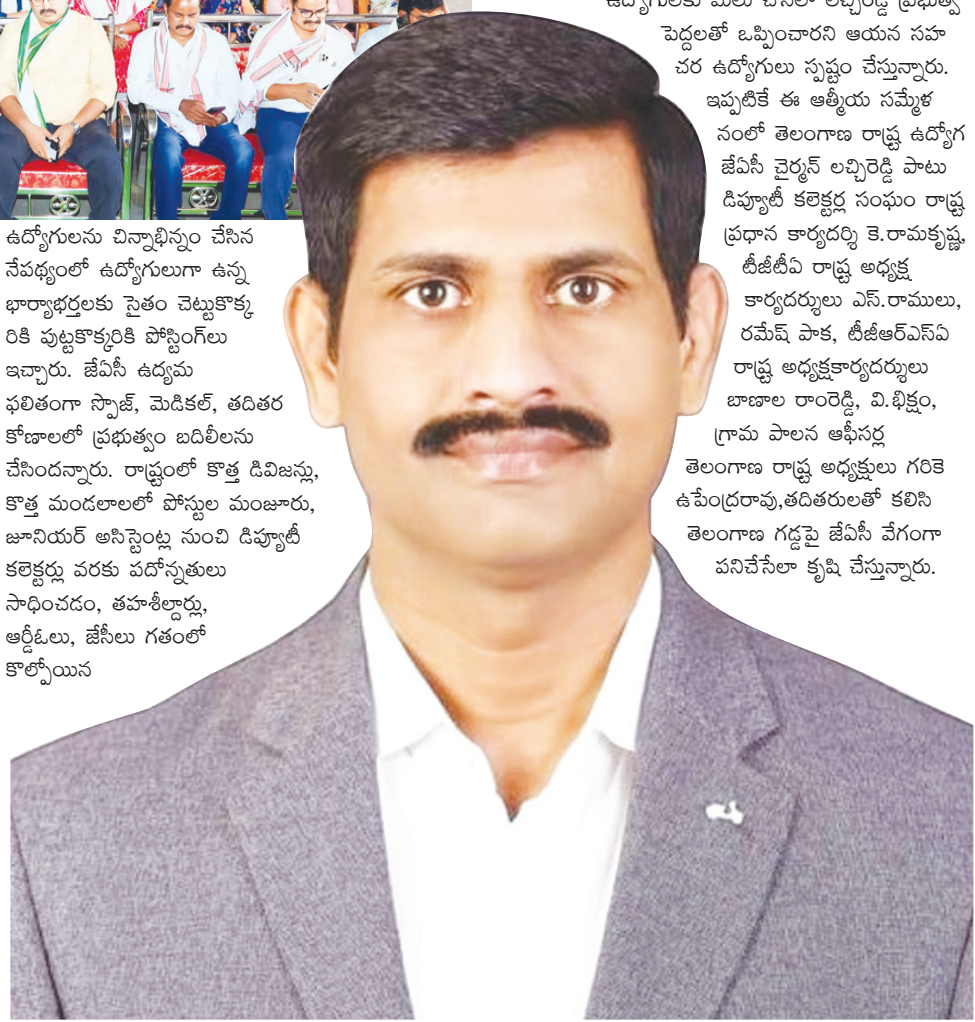 ఉద్యోగులను చిన్నాభిన్నం చేసిన
నేపథ్యంలో ఉద్యోగులుగా ఉన్న
భార్యాభర్తలకు సైతం చెట్టుకొక్క
రికి పుట్టకొక్కరికి పోస్టింగ్‌లు
ఇచ్చారు. జేఏసీ ఉద్యమ
ఫలితంగా స్పౌజ్, మెడికల్, తదితర
కోణాలలో ప్రభుత్వం బదిలీలను
చేసిందన్నారు. రాష్ట్రంలో కొత్త డివిజన్లు,
కొత్త మండలాలలో పోస్టుల మంజూరు,
జూనియర్ అసిస్టెంట్ల నుంచి డిప్యూటీ
కలెక్టర్లు వరకు పదోన్నతులు
సాధించడం, తహశీల్దార్లు,
ఆర్డీఓలు, జేసీలు గతంలో
కోల్పోయిన
ఉద్యోగులకు మేలు చేసేలా లచ్చిరెడ్డి ప్రభుత్వ
పెద్దలతో ఒప్పించారని ఆయన సహ
చర ఉద్యోగులు స్పష్టం చేస్తున్నారు.
ఇప్పటికే ఈ ఆత్మీయ సమ్మేళ
నంలో తెలంగాణ రాష్ట్ర ఉద్యోగ
జేఏసీ చైర్మన్ లచ్చిరెడ్డి పాటు
డిప్యూటీ కలెక్టర్ల సంఘం రాష్ట్ర
ప్రధాన కార్యదర్శి కె.రామకృష్ణ,
టీజీటీఏ రాష్ట్ర అధ్యక్ష
కార్యదర్శులు ఎస్.రాములు,
రమేష్ పాక, టీజీఆర్ఎస్ఏ
రాష్ట్ర అధ్యక్షకార్యదర్శులు
బాణాల రాంరెడ్డి, వి.భిక్షం,
గ్రామ పాలన ఆఫీసర్ల
తెలంగాణ రాష్ట్ర అధ్యక్షులు గరికె
ఉపేంద్రరావు,తదితరులతో కలిసి
తెలంగాణ గడ్డపై జేఏసీ వేగంగా
పనిచేసేలా కృషి చేస్తున్నారు.